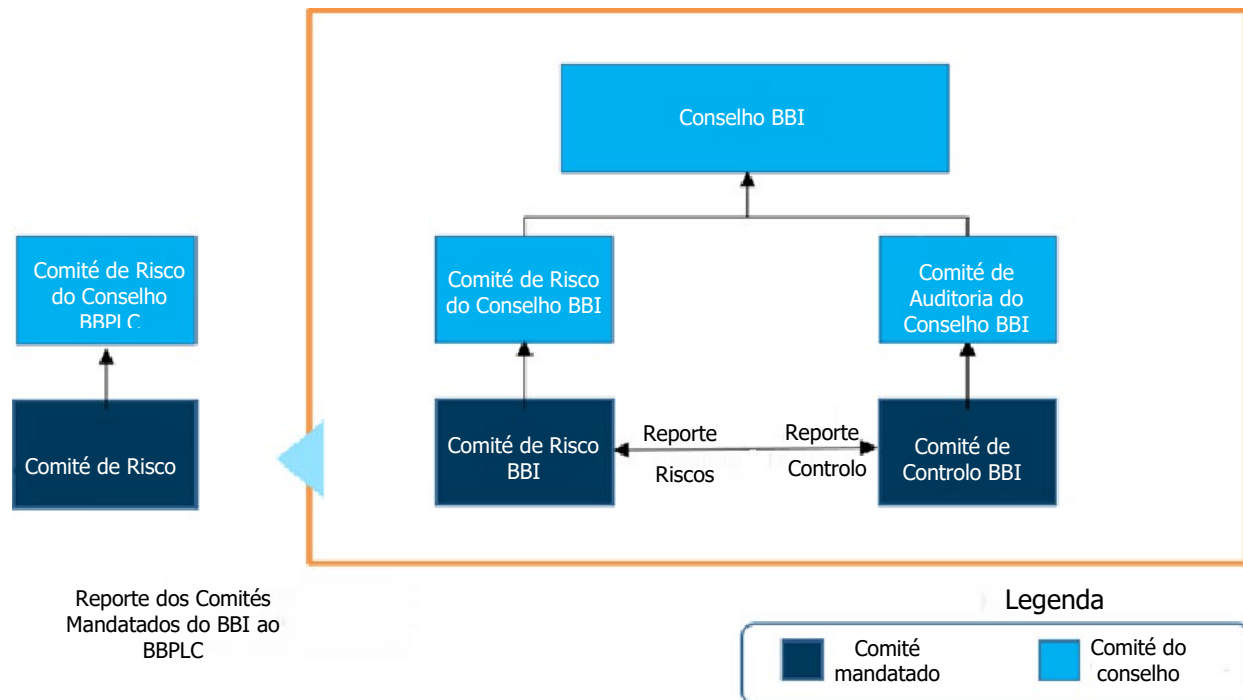 Conselho BBI
Comité de Risco
do Conselho
BBPLC
Comité de Risco
do Conselho BBI
Comité de
Auditoria do
Conselho BBI
Comité de Risco
Comité de Risco
BBI
Reporte
Riscos
Reporte
Controlo
Comité de
Controlo BBI
Reporte dos Comités
Mandatados do BBI ao
BBPLC
Legenda
Comité
mandatado
Comité do
conselho